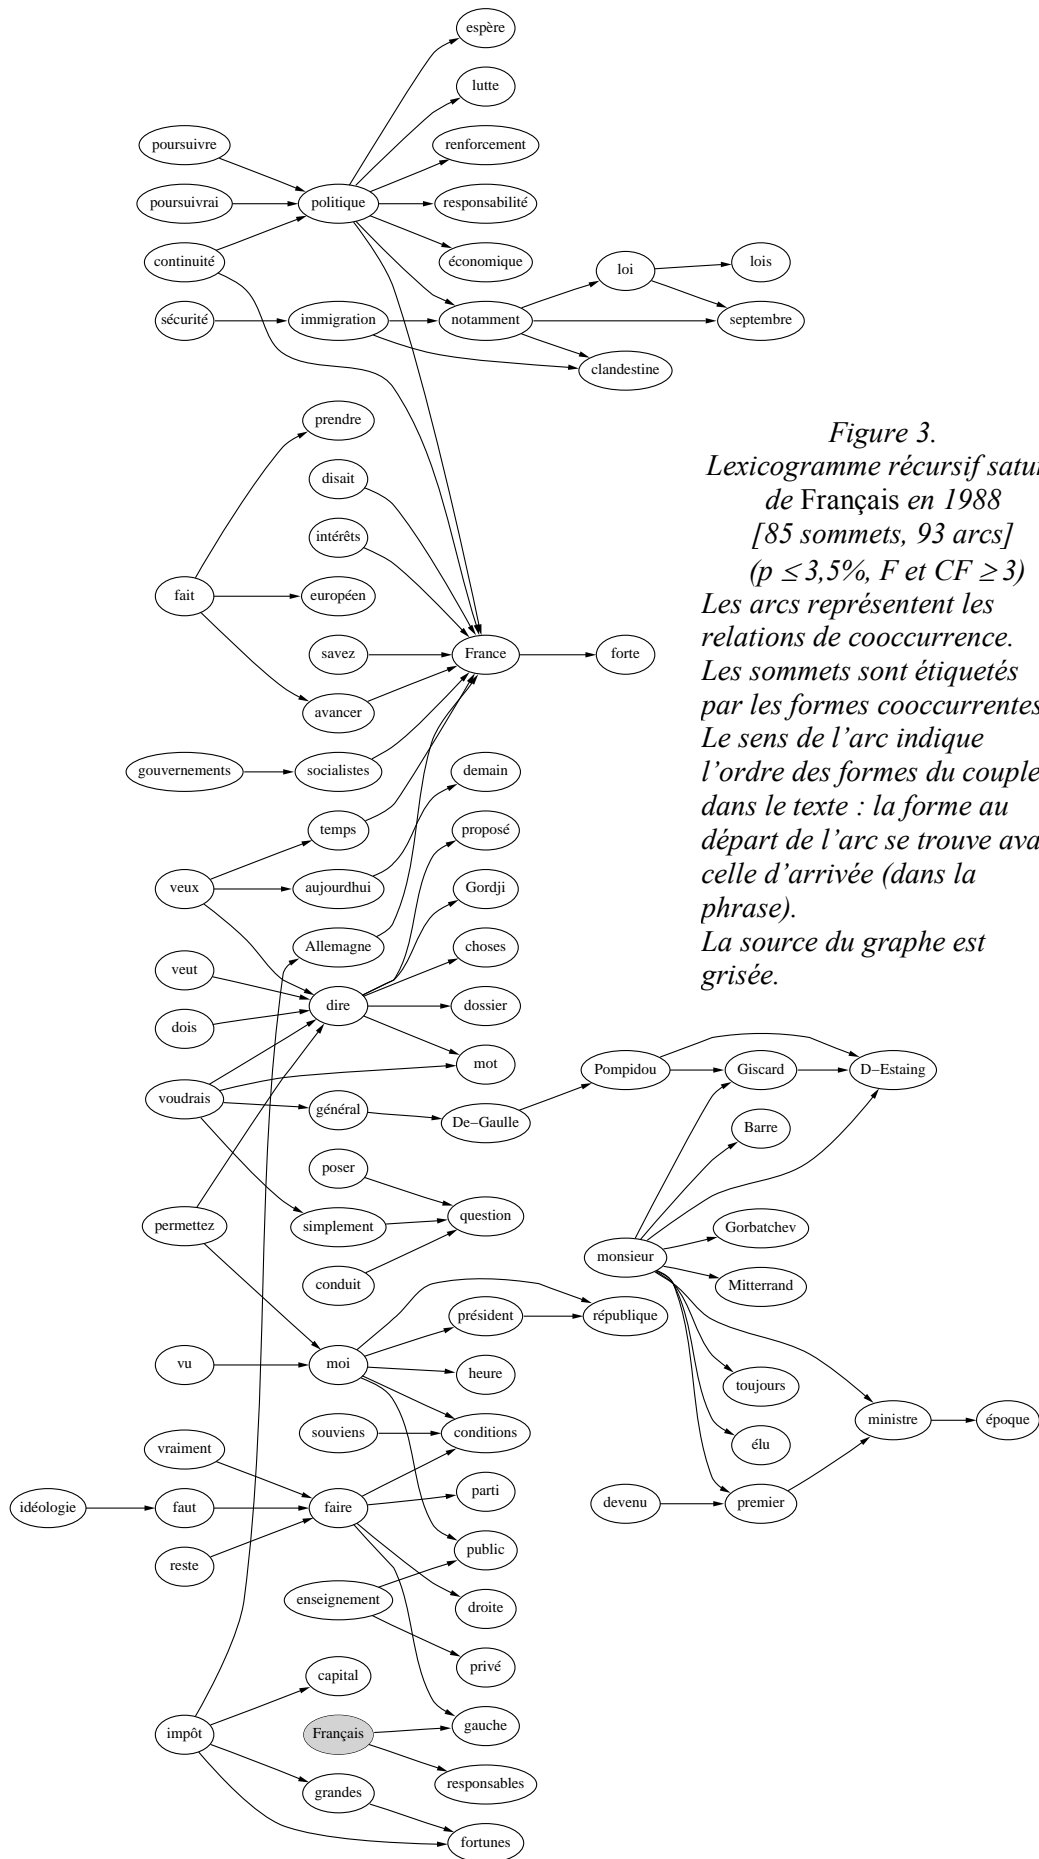 espère
lutte
poursuivre
renforcement
poursuivrai
politique
responsabilité
continuité
économique
loi
lois
sécurité
immigration
notamment
septembre
clandestine
prendre
disait
intérêts
fait
européen
savez
France
forte
avancer
gouvernements
socialistes
demain
temps
proposé
veux
aujourdhui
Gordji
Allemagne
choses
veut
dire
dossier
dois
mot
voudrais
général
De−Gaulle
Pompidou
Giscard
D−Estaing
Barre
poser
permettez
simplement
question
Gorbatchev
monsieur
conduit
Mitterrand
président
république
vu
moi
heure
toujours
souviens
conditions
ministre
époque
vraiment
élu
parti
idéologie
faut
faire
devenu
premier
public
reste
enseignement
droite
privé
capital
impôt
Français
gauche
responsables
grandes
fortunes
Figure 3.
Lexicogramme récursif satur
de Français en 1988
[85 sommets, 93 arcs]
(p ≤ 3,5%, F et CF ≥ 3)
Les arcs représentent les
relations de cooccurrence.
Les sommets sont étiquetés
par les formes cooccurrentes
Le sens de l’arc indique
l’ordre des formes du couple
dans le texte : la forme au
départ de l’arc se trouve ava
celle d’arrivée (dans la
phrase).
La source du graphe est
grisée.